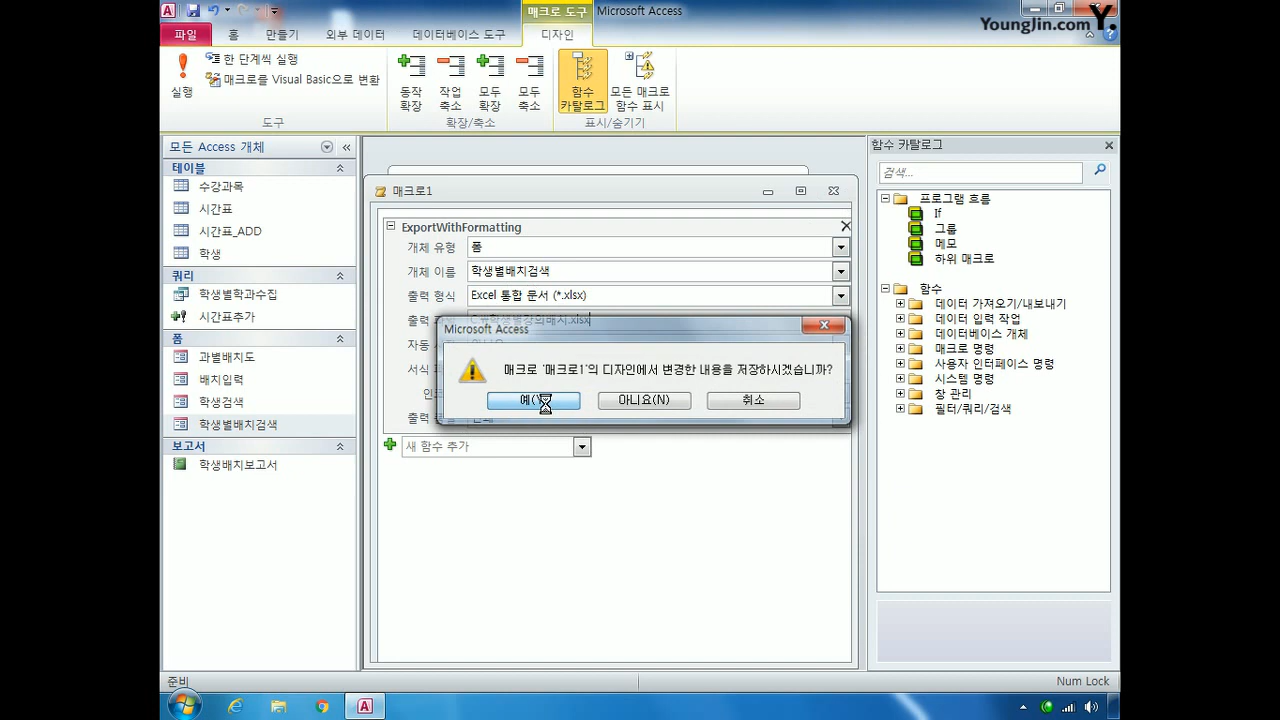 매크로 도구
Microsoft Access
YoungJin.com Y.
파일
홈
만들기
외부 데이터
데이터베이스 도구
디자인
실행
한 단계씩 실행
매크로를 Visual Basic으로 변환
동작 확장
작업 축소
모두 확장
모두 축소
함수 카탈로그
모든 매크로 함수 표시
도구
확장/축소
표시/숨기기
모든 Access 개체
테이블
수강과목
시간표
시간표_ADD
학생
쿼리
학생별학과수집
시간표추가
폼
과별배치도
배치입력
학생검색
학생별배치검색
보고서
학생배치보고서
매크로1
ExportWithFormatting
개체 유형
폼
개체 이름
학생별배치검색
출력 형식
Excel 통합 문서 (*.xlsx)
출력
자동
서식
출력
새 함수 추가
Microsoft Access
매크로 '매크로1'의 디자인에서 변경한 내용을 저장하시겠습니까?
예(
아니요(N)
취소
함수 카탈로그
검색...
프로그램 흐름
If
그룹
메모
하위 매크로
함수
데이터 가져오기/내보내기
데이터 입력 작업
데이터베이스 개체
매크로 명령
사용자 인터페이스 명령
시스템 명령
창 관리
필터/쿼리/검색
준비
Num Lock